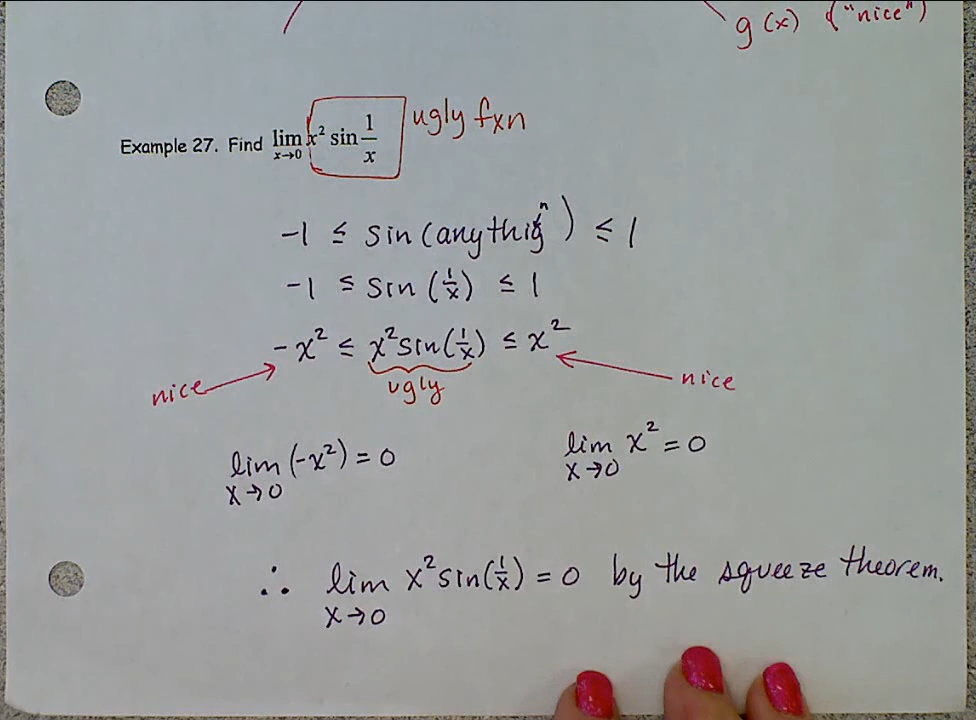 g(x) ("nice")
Example 27. Find lim x→0 x² sin 1/x ugly fxn
-1 ≤ sin(anything) ≤ 1
-1 ≤ sin(1/x) ≤ 1
-x² ≤ x²sin(1/x) ≤ x²
nice ugly nice
lim x→0 (-x²) = 0 lim x→0 x² = 0
∴ lim x→0 x²sin(1/x) = 0 by the squeeze theorem.